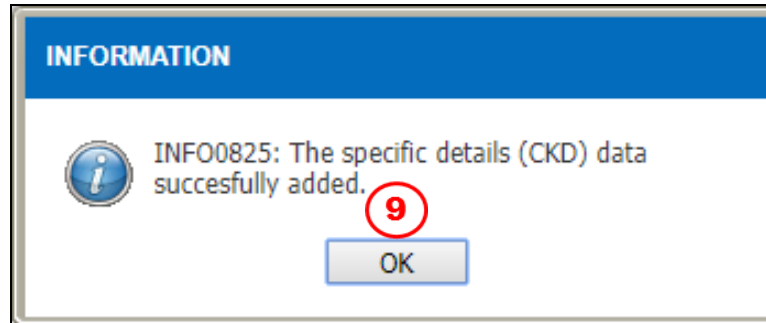 INFORMATION
INFO0825: The specific details (CKD) data
succesfully added.
9
OK